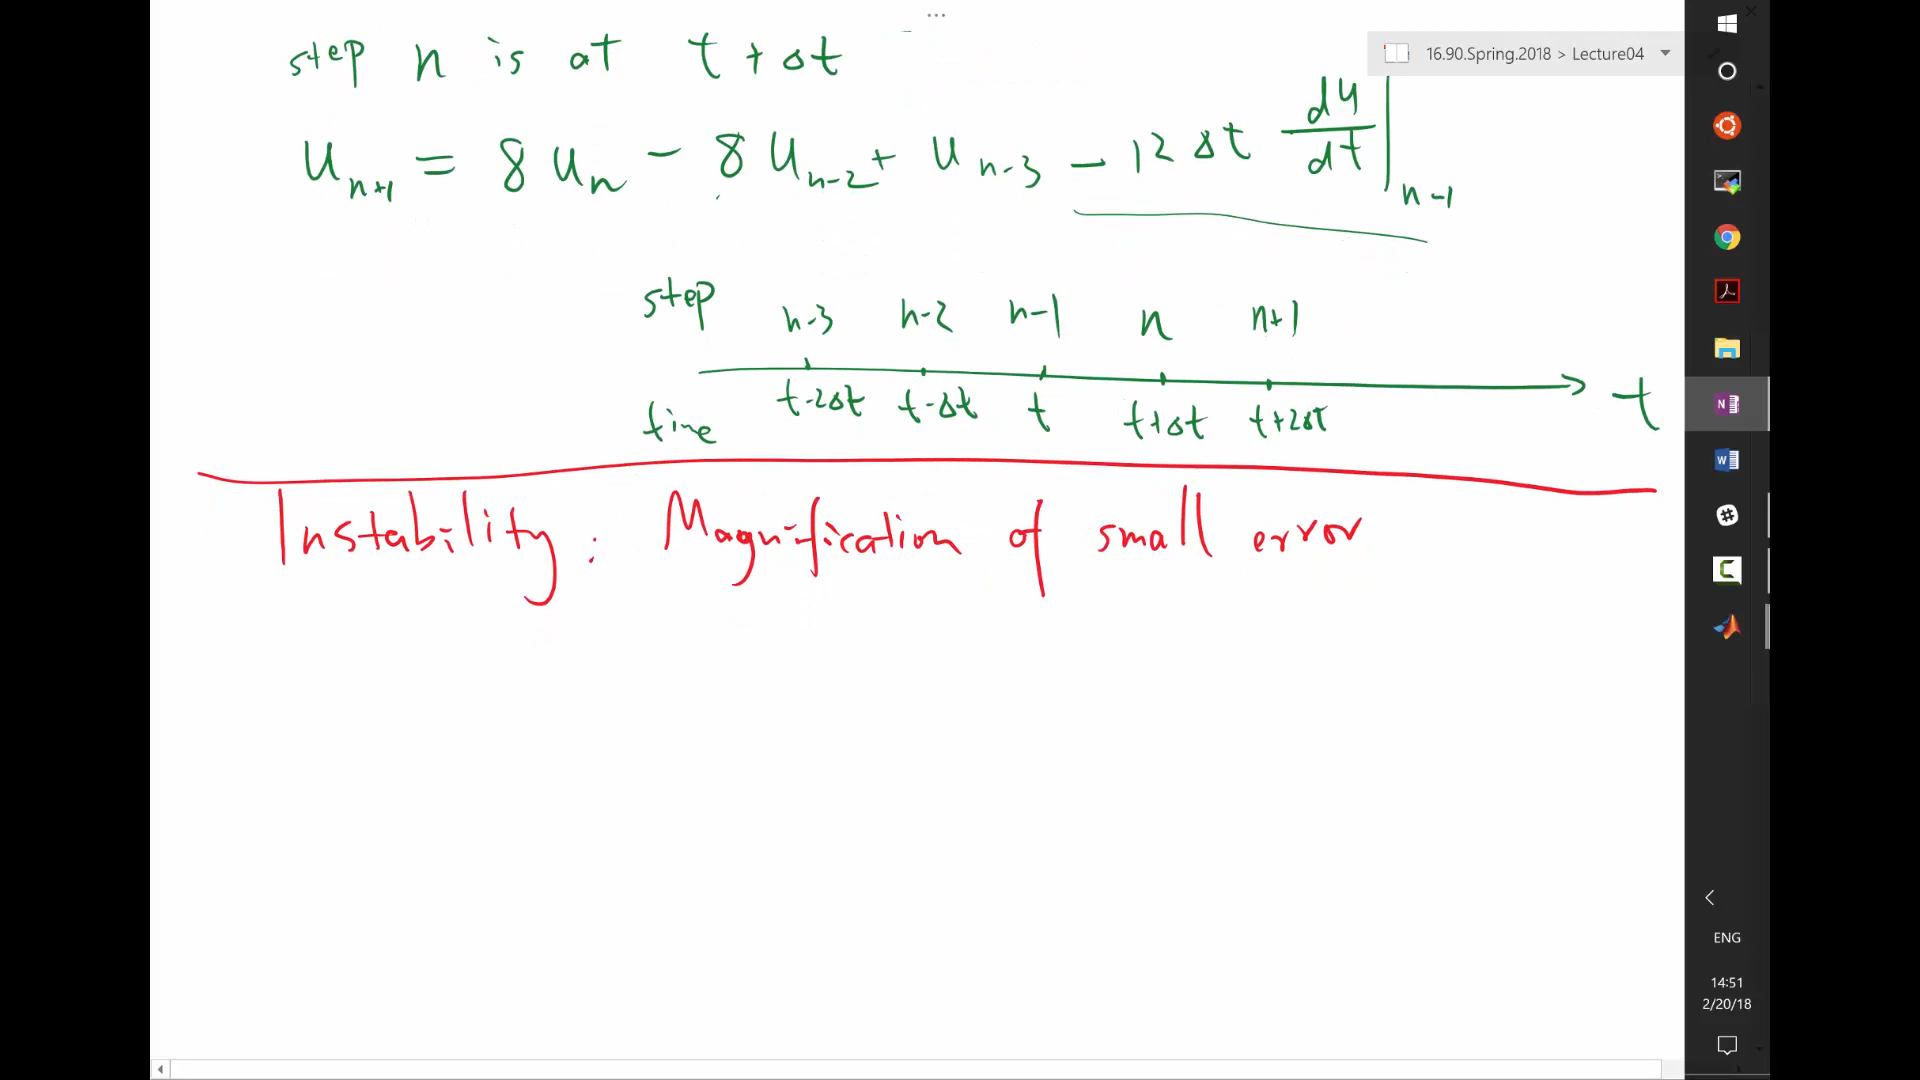 step n is at t + Δt
16.90.Spring.2018 > Lecture04
u_{n+1} = 8 u_n - 8 u_{n-2} + u_{n-3} - 12 Δt du/dt|_{n-1}
step n-3 n-2 n-1 n n+1
time t-2Δt t-Δt t t+Δt t+2Δt t
Instability: Magnification of small error
ENG
14:51
2/20/18